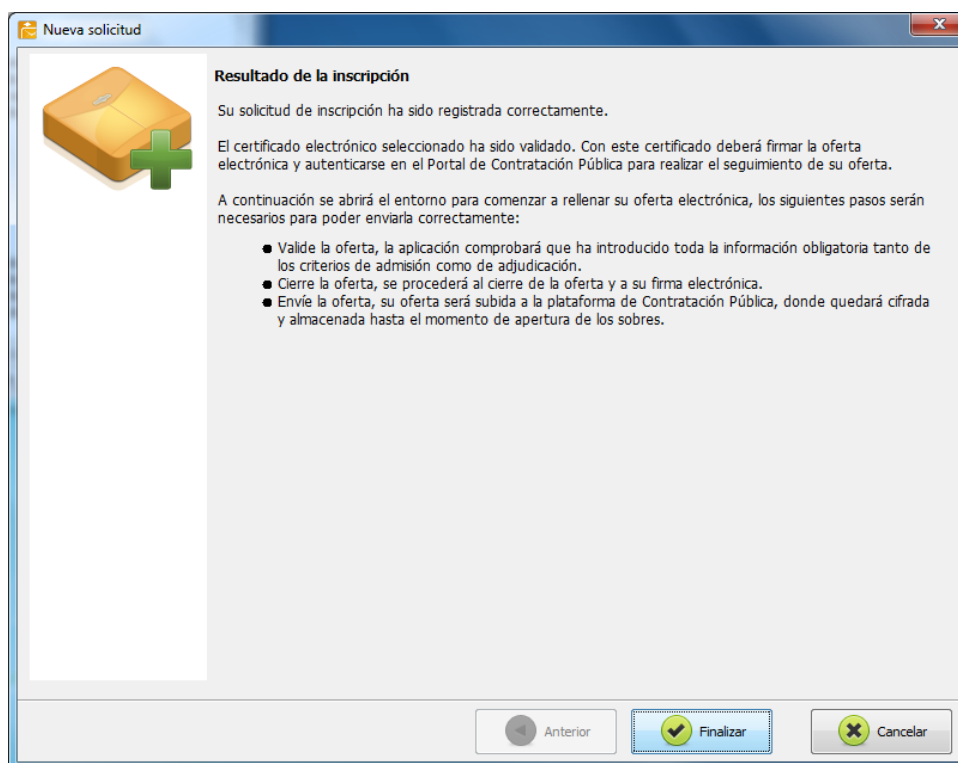 Nueva solicitud
Resultado de la inscripción
Su solicitud de inscripción ha sido registrada correctamente.
El certificado electrónico seleccionado ha sido validado. Con este certificado deberá firmar la oferta
electrónica y autenticarse en el Portal de Contratación Pública para realizar el seguimiento de su oferta.
A continuación se abrirá el entorno para comenzar a rellenar su oferta electrónica, los siguientes pasos serán
necesarios para poder enviarla correctamente:
● Valide la oferta, la aplicación comprobará que ha introducido toda la información obligatoria tanto de
los criterios de admisión como de adjudicación.
● Cierre la oferta, se procederá al cierre de la oferta y a su firma electrónica.
● Envíe la oferta, su oferta será subida a la plataforma de Contratación Pública, donde quedará cifrada
y almacenada hasta el momento de apertura de los sobres.
Anterior
Finalizar
Cancelar